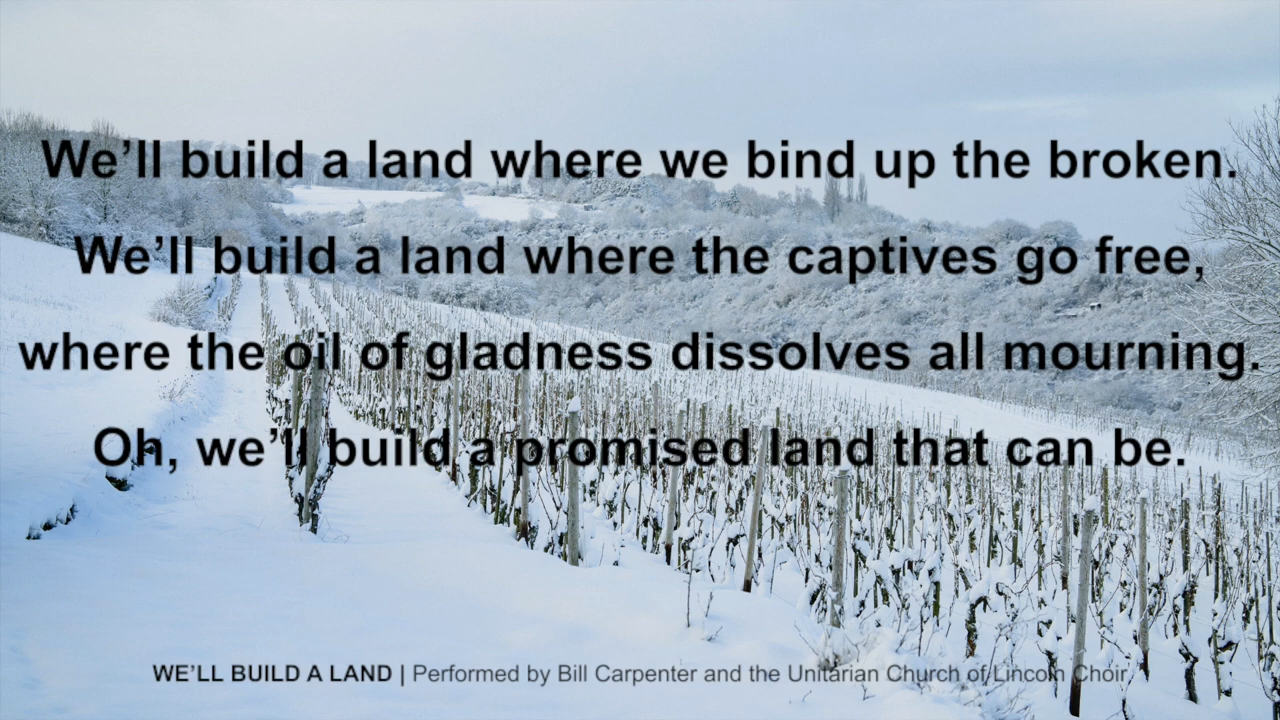 We’ll build a land where we bind up the broken.
We’ll build a land where the captives go free,
where the oil of gladness dissolves all mourning.
Oh, we’ll build a promised land that can be.
WE’LL BUILD A LAND | Performed by Bill Carpenter and the Unitarian Church of Lincoln Choir